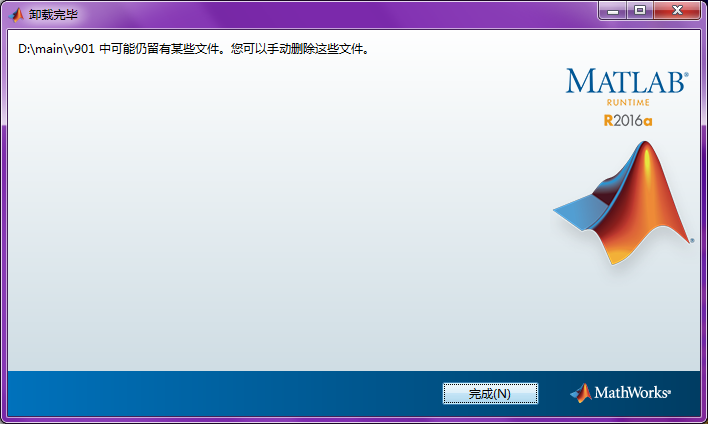 卸载完毕
D:\main\v901 中可能仍留有某些文件。您可以手动删除这些文件。
MATLAB®
RUNTIME
R2016a
®
完成(N)
MathWorks®